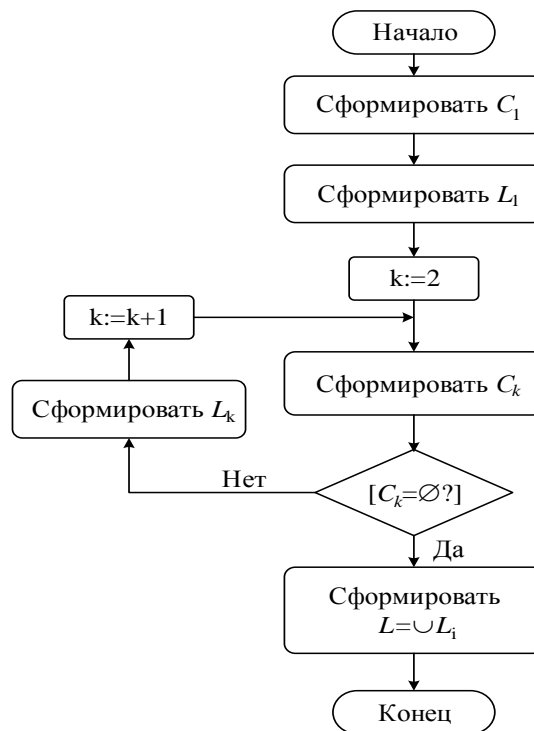 Начало
Сформировать C1
Сформировать L1
k:=2
k:=k+1
Сформировать Ck
Сформировать Lk
Нет
[Ck=∅?]
Да
Сформировать
L=∪Li
Конец